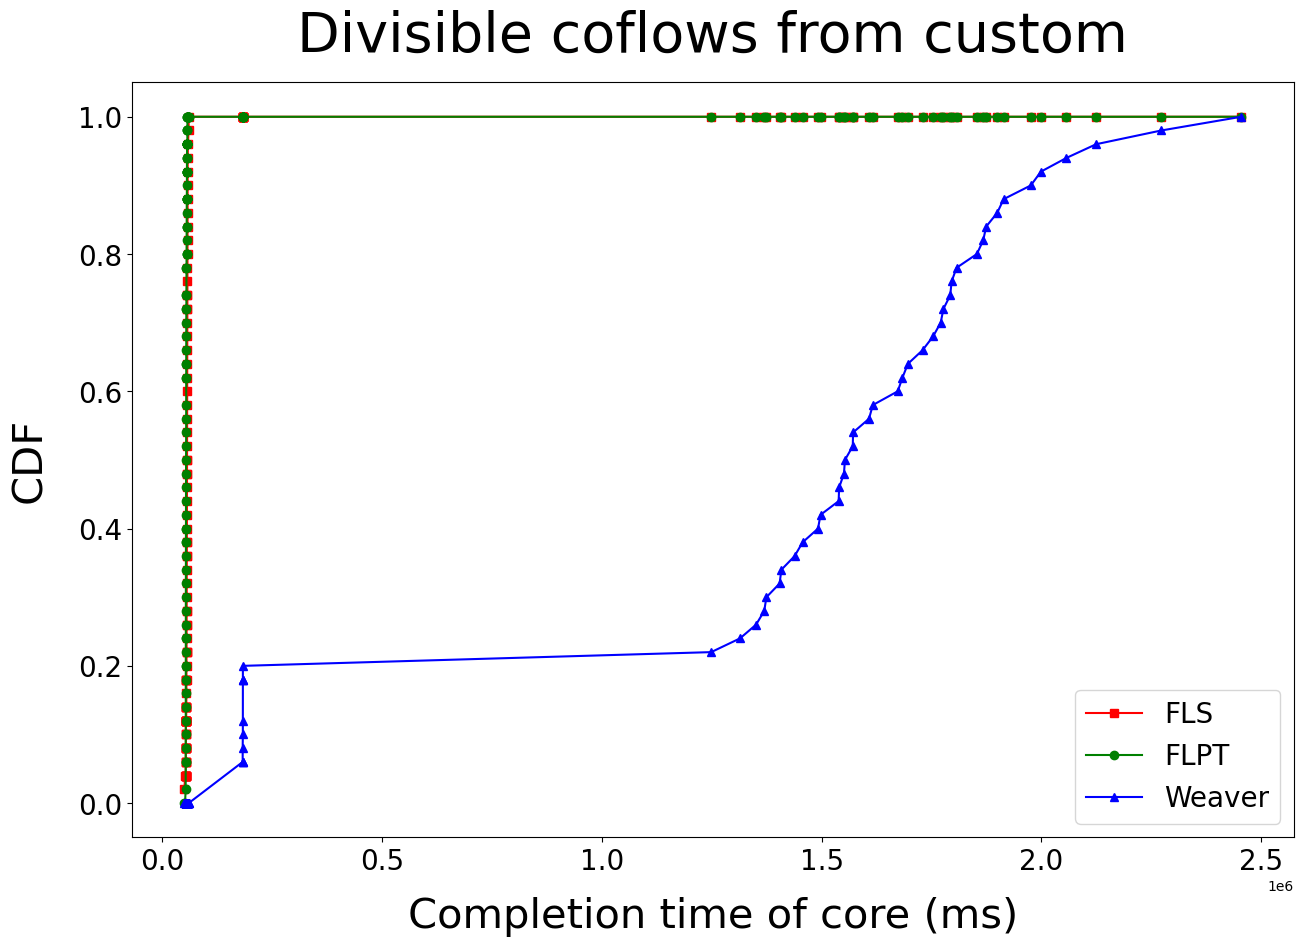 Divisible coflows from custom
1.0
0.8
0.6
0.4
0.2
0.0
CDF
FLS
FLPT
Weaver
0.0 0.5 1.0 1.5 2.0 2.5
1e6
Completion time of core (ms)